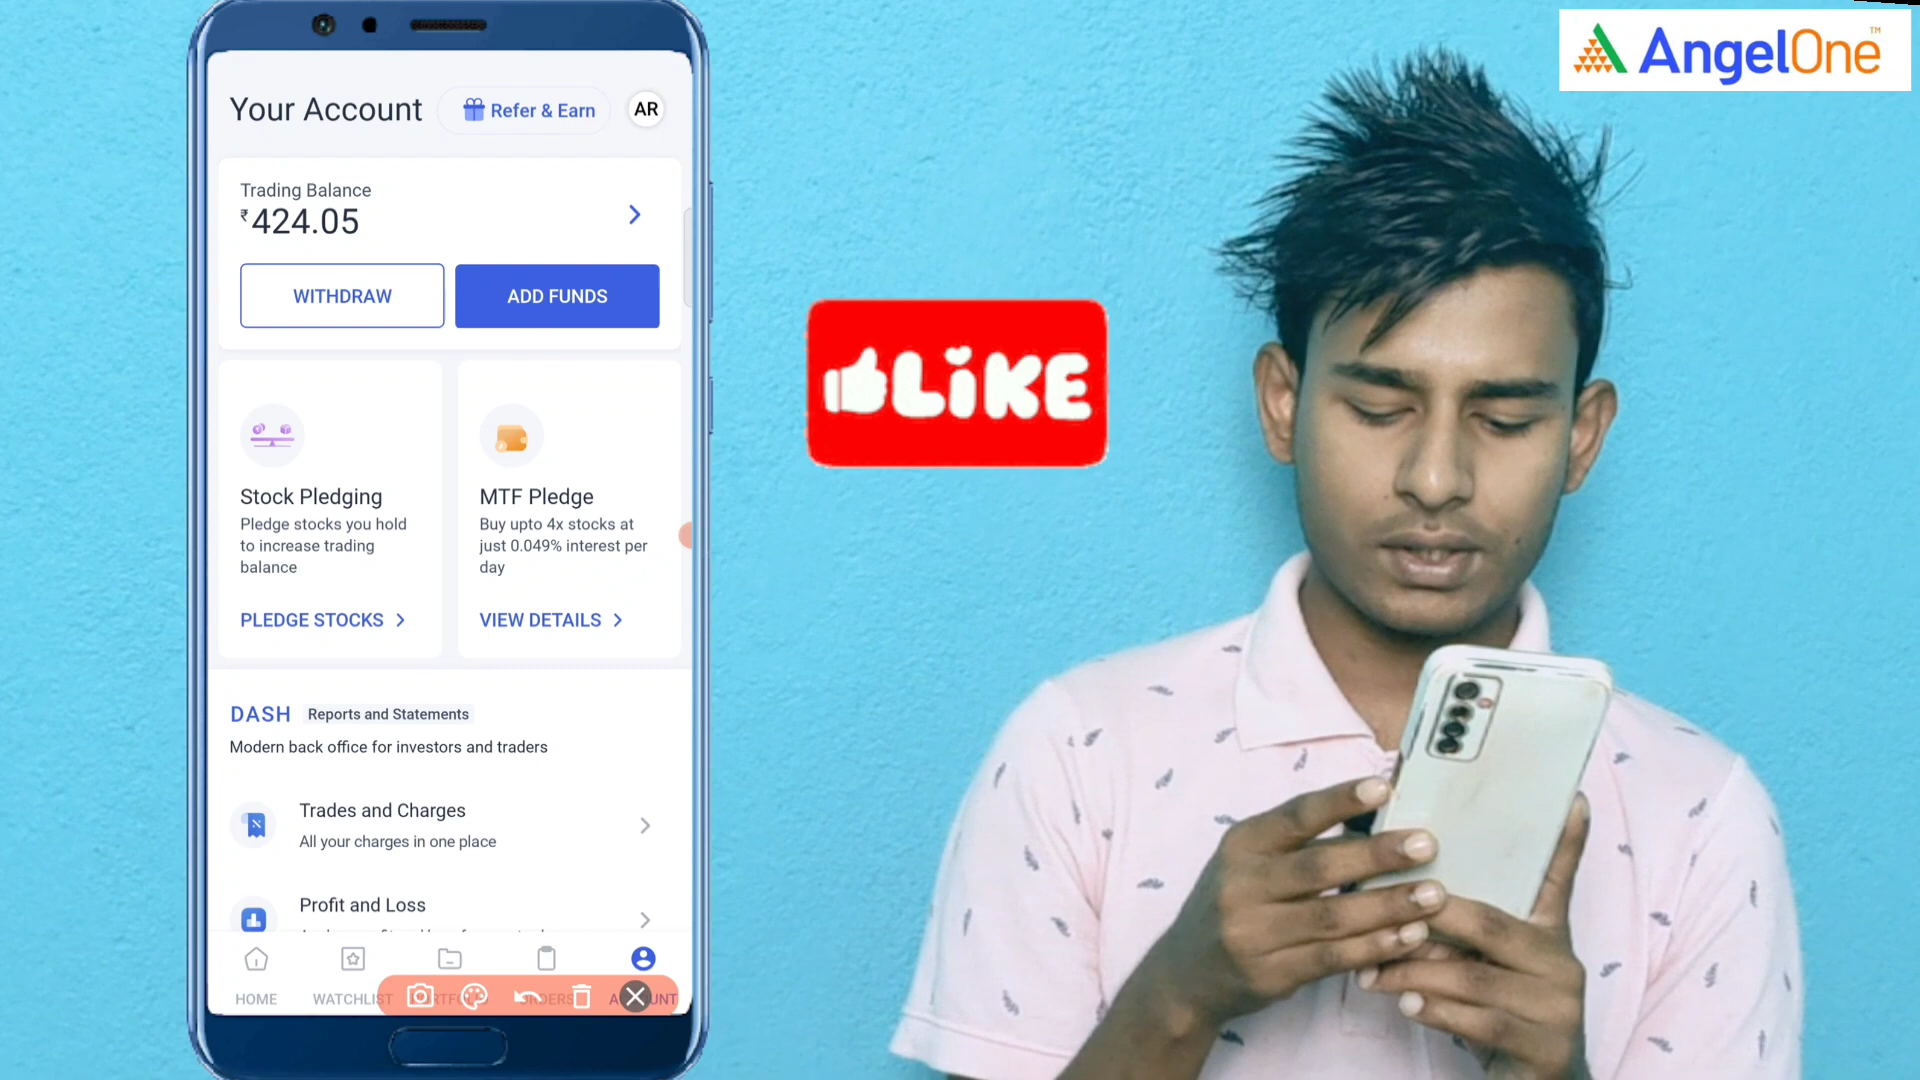 AngelOne™
Your Account
Refer & Earn
AR
Trading Balance
₹424.05
WITHDRAW
ADD FUNDS
LIKE
Stock Pledging
Pledge stocks you hold
to increase trading
balance
PLEDGE STOCKS
MTF Pledge
Buy upto 4x stocks at
just 0.049% interest per
day
VIEW DETAILS
DASH Reports and Statements
Modern back office for investors and traders
Trades and Charges
All your charges in one place
Profit and Loss
HOME